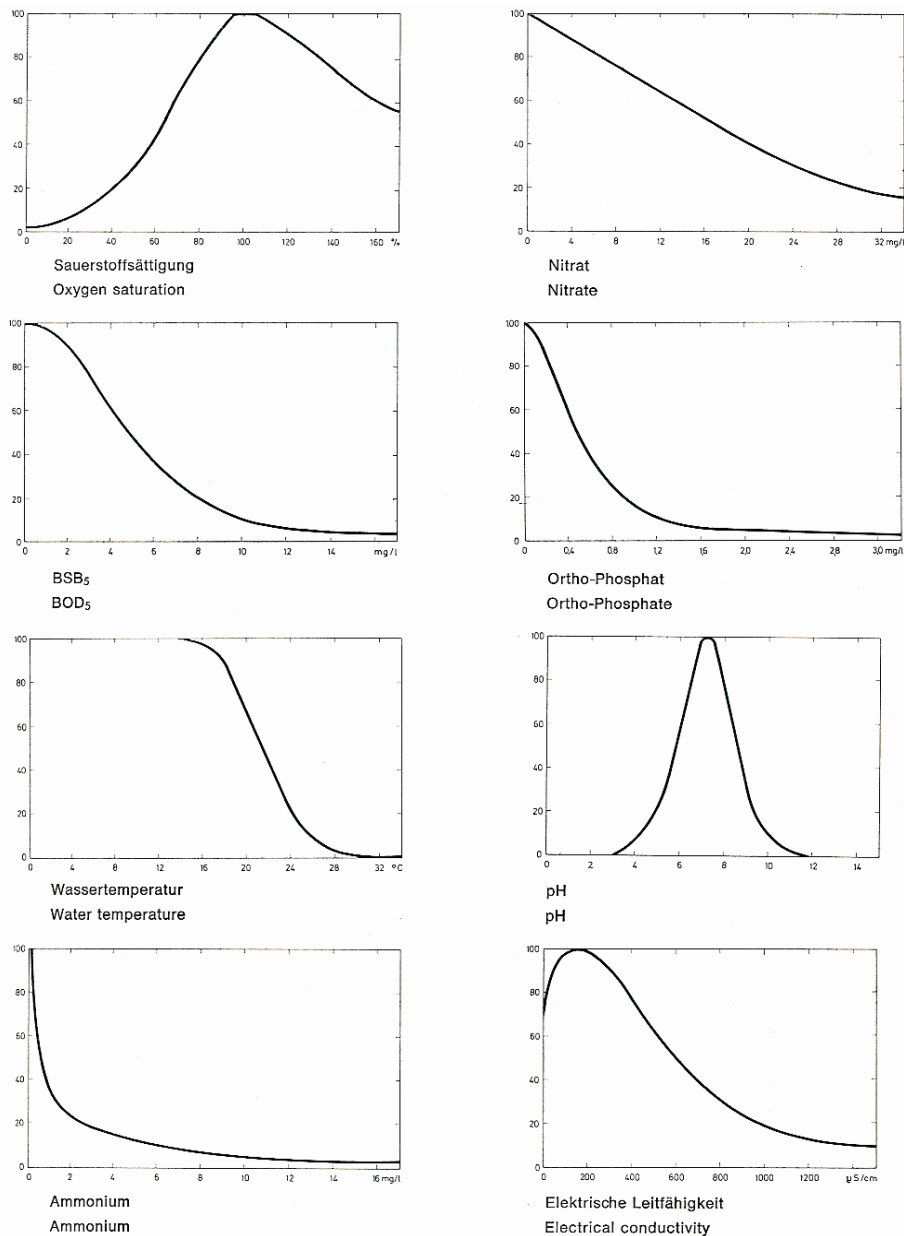 100
80
60
40
20
0
0 20 40 60 80 100 120 140 160 %
Sauerstoffsättigung
Oxygen saturation
100
80
60
40
20
0
0 4 8 12 16 20 24 28 32 mg/l
Nitrat
Nitrate
100
80
60
40
20
0
0 2 4 6 8 10 12 14 mg/l
BSB₅
BOD₅
100
80
60
40
20
0
0 0,4 0,8 1,2 1,6 2,0 2,4 2,8 3,0 mg/l
Ortho-Phosphat
Ortho-Phosphate
100
80
60
40
20
0
0 4 8 12 16 20 24 28 32 °C
Wassertemperatur
Water temperature
100
80
60
40
20
0
0 2 4 6 8 10 12 14
pH
pH
100
80
60
40
20
0
0 2 4 6 8 10 12 14 16 mg/l
Ammonium
Ammonium
100
80
60
40
20
0
0 200 400 600 800 1000 1200 µS/cm
Elektrische Leitfähigkeit
Electrical conductivity